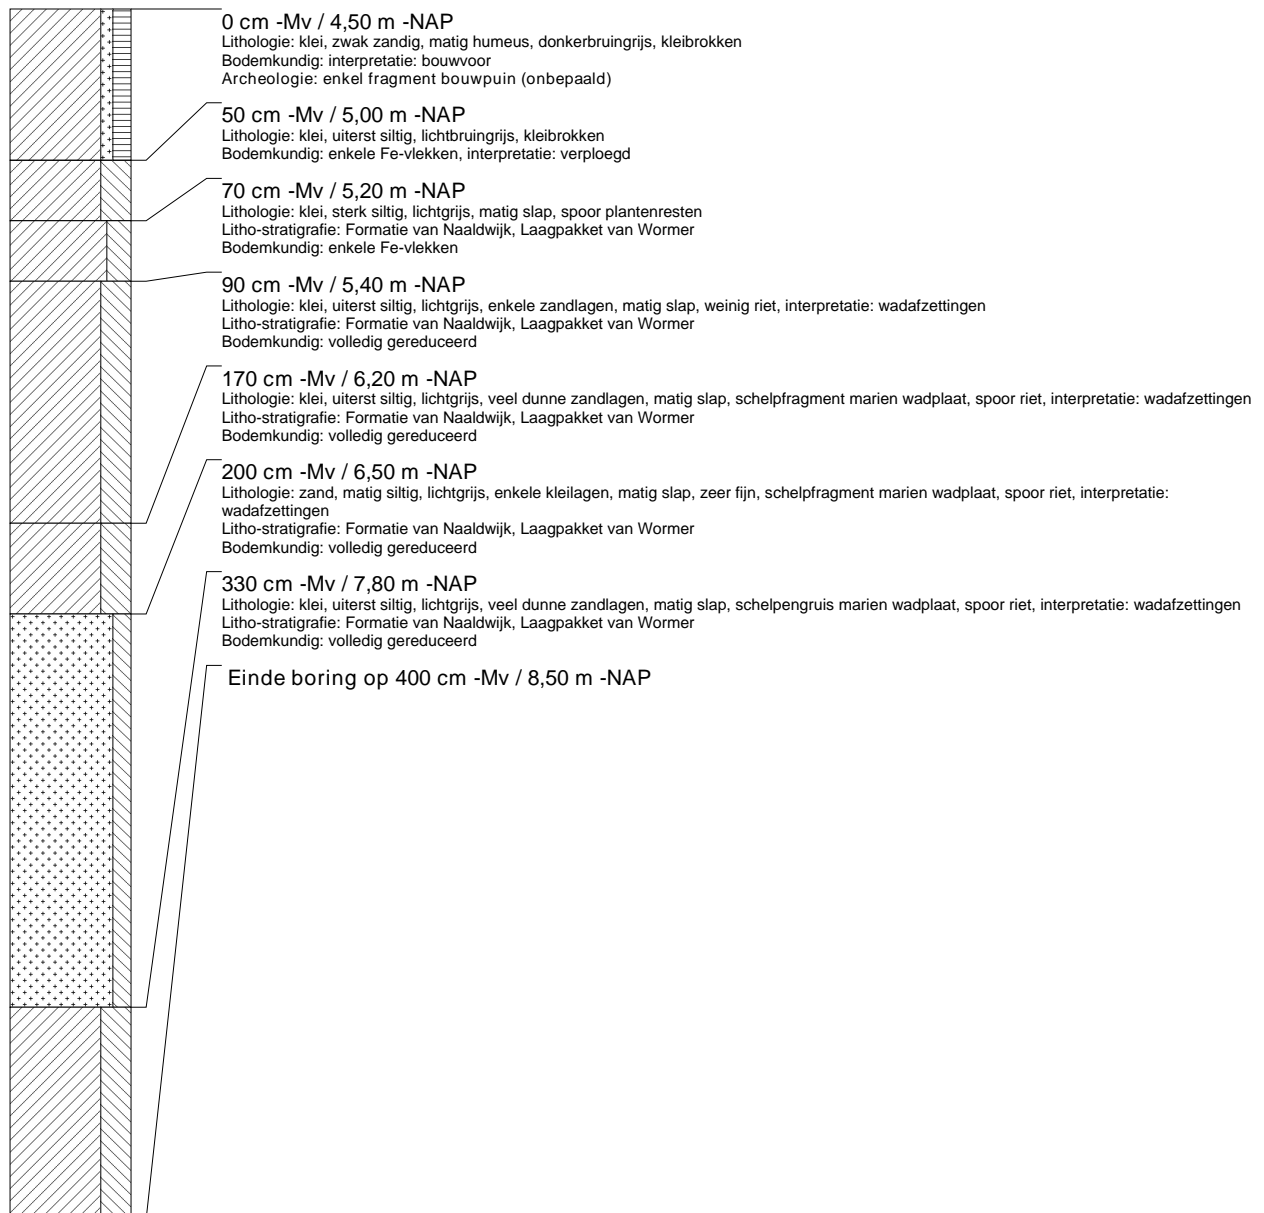 0 cm -Mv / 4,50 m -NAP
Lithologie: klei, zwak zandig, matig humeus, donkerbruingrijs, kleibrokken
Bodemkundig: interpretatie: bouwvoor
Archeologie: enkel fragment bouwpuin (onbepaald)
50 cm -Mv / 5,00 m -NAP
Lithologie: klei, uiterst siltig, lichtbruingrijs, kleibrokken
Bodemkundig: enkele Fe-vlekken, interpretatie: verploegd
70 cm -Mv / 5,20 m -NAP
Lithologie: klei, sterk siltig, lichtgrijs, matig slap, spoor plantenresten
Litho-stratigrafie: Formatie van Naaldwijk, Laagpakket van Wormer
Bodemkundig: enkele Fe-vlekken
90 cm -Mv / 5,40 m -NAP
Lithologie: klei, uiterst siltig, lichtgrijs, enkele zandlagen, matig slap, weinig riet, interpretatie: wadafzettingen
Litho-stratigrafie: Formatie van Naaldwijk, Laagpakket van Wormer
Bodemkundig: volledig gereduceerd
170 cm -Mv / 6,20 m -NAP
Lithologie: klei, uiterst siltig, lichtgrijs, veel dunne zandlagen, matig slap, schelpfragment marien wadplaat, spoor riet, interpretatie: wadafzettingen
Litho-stratigrafie: Formatie van Naaldwijk, Laagpakket van Wormer
Bodemkundig: volledig gereduceerd
200 cm -Mv / 6,50 m -NAP
Lithologie: zand, matig siltig, lichtgrijs, enkele kleilagen, matig slap, zeer fijn, schelpfragment marien wadplaat, spoor riet, interpretatie:
wadafzettingen
Litho-stratigrafie: Formatie van Naaldwijk, Laagpakket van Wormer
Bodemkundig: volledig gereduceerd
330 cm -Mv / 7,80 m -NAP
Lithologie: klei, uiterst siltig, lichtgrijs, veel dunne zandlagen, matig slap, schelpengruis marien wadplaat, spoor riet, interpretatie: wadafzettingen
Litho-stratigrafie: Formatie van Naaldwijk, Laagpakket van Wormer
Bodemkundig: volledig gereduceerd
Einde boring op 400 cm -Mv / 8,50 m -NAP